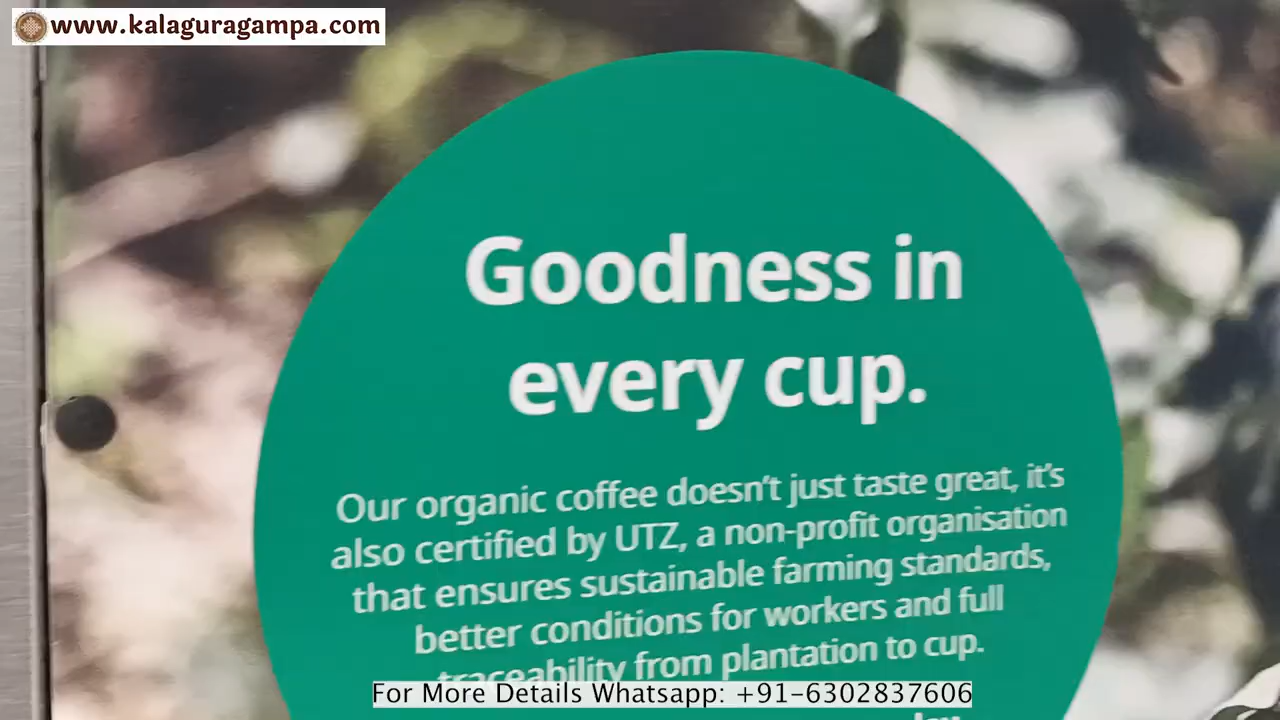 www.kalaguragampa.com
Goodness in
every cup.
Our organic coffee doesn't just taste great, it's
also certified by UTZ, a non-profit organisation
that ensures sustainable farming standards,
better conditions for workers and full
traceability from plantation to cup.
For More Details Whatsapp: +91-6302837606